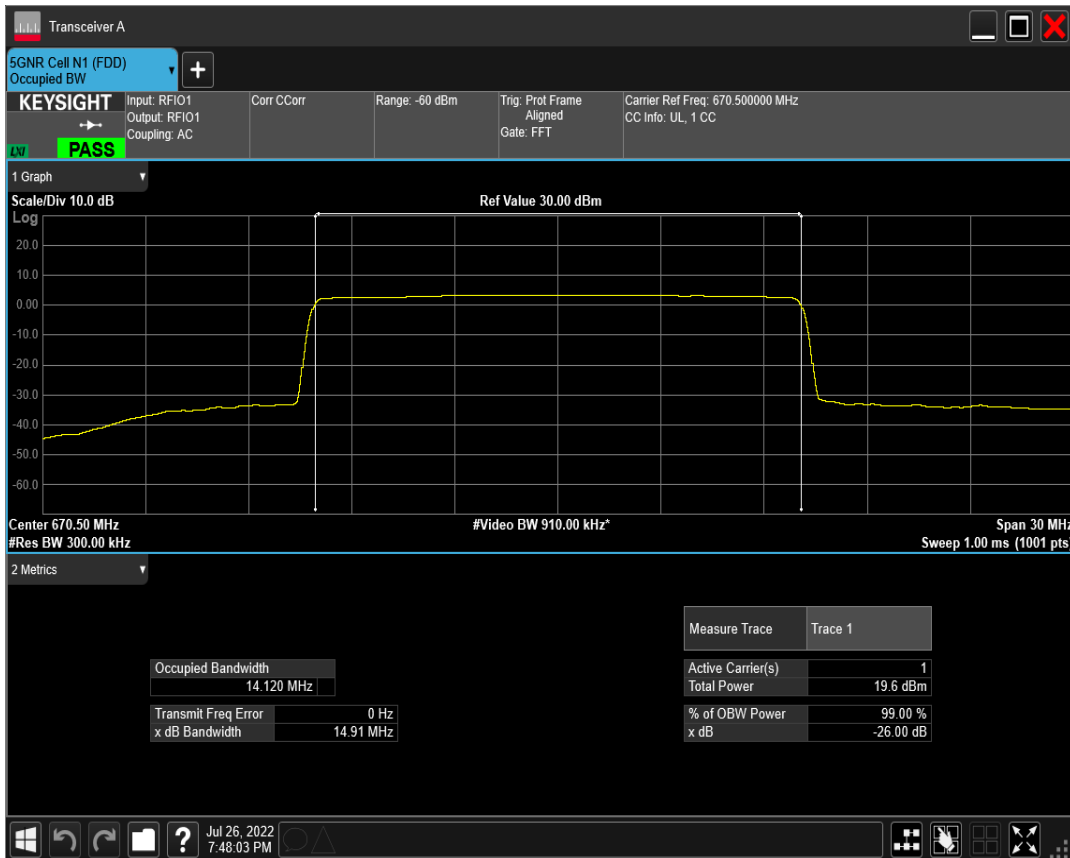 Transceiver A
5GNR Cell N1 (FDD)
Occupied BW
+
KEYSIGHT
LXI
PASS
Input: RFIO1
Output: RFIO1
Coupling: AC
Corr CCorr
Range: -60 dBm
Trig: Prot Frame
Aligned
Gate: FFT
Carrier Ref Freq: 670.500000 MHz
CC Info: UL, 1 CC
1 Graph
Scale/Div 10.0 dB
Ref Value 30.00 dBm
Log
20.0
10.0
0.00
-10.0
-20.0
-30.0
-40.0
-50.0
-60.0
Center 670.50 MHz
#Video BW 910.00 kHz*
Span 30 MHz
#Res BW 300.00 kHz
Sweep 1.00 ms (1001 pts)
2 Metrics
Measure Trace Trace 1
Occupied Bandwidth
14.120 MHz
Transmit Freq Error 0 Hz
x dB Bandwidth 14.91 MHz
Active Carrier(s) 1
Total Power 19.6 dBm
% of OBW Power 99.00 %
x dB -26.00 dB
?
Jul 26, 2022
7:48:03 PM